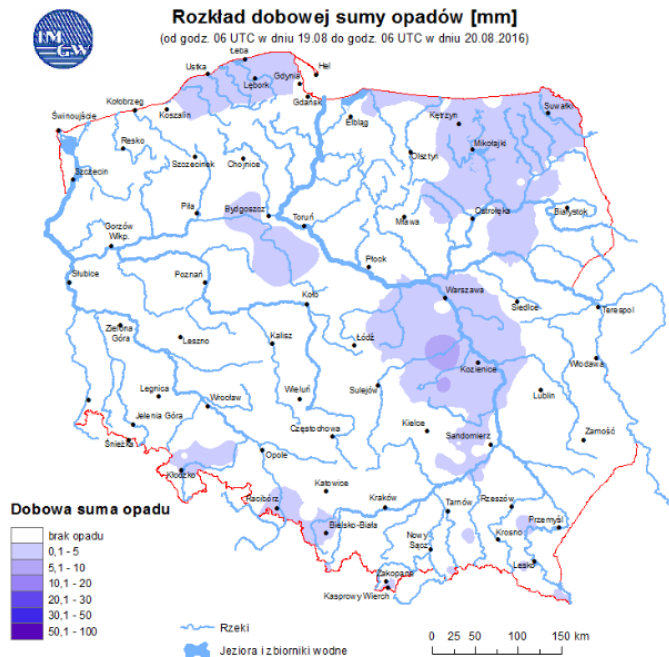 IM
GW
Rozkład dobowej sumy opadów [mm]
(od godz. 06 UTC w dniu 19.08 do godz. 06 UTC w dniu 20.08.2016)
Łeba
Hel
Ustka
Gdynia
Lębork
Gdańsk
Kołobrzeg
Koszalin
Świnoujście
Elbląg
Kętrzyn
Suwałki
Resko
Szczecinek
Chojnice
Olsztyn
Mikołajki
Szczecin
Piła
Bydgoszcz
Toruń
Mława
Ostrołęka
Białystok
Gorzów
Wlkp.
Płock
Słubice
Poznań
Koło
Warszawa
Siedlce
Terespol
Zielona
Góra
Leszno
Kalisz
Łódź
Kozienice
Włodawa
Legnica
Wrocław
Wieluń
Sulejów
Lublin
Jelenia Góra
Częstochowa
Kielce
Sandomierz
Zamość
Śnieżka
Opole
Kłodzko
Katowice
Racibórz
Kraków
Tarnów
Rzeszów
Bielsko-Biała
Przemyśl
Nowy
Sącz
Krosno
Lesko
Zakopane
Kasprowy Wierch
Dobowa suma opadu
brak opadu
0,1 - 5
5,1 - 10
10,1 - 20
20,1 - 30
30,1 - 50
50,1 - 100
Rzeki
Jeziora i zbiorniki wodne
0 25 50 100 150 km